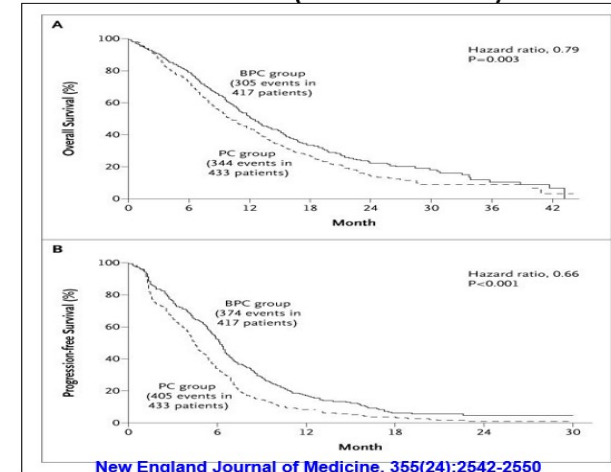 A
100
80
60
40
20
0
Overall Survival (%)
Hazard ratio, 0.79
P=0.003
BPC group
(305 events in
417 patients)
PC group
(344 events in
433 patients)
0 6 12 18 24 30 36 42
Month
B
100
80
60
40
20
0
Progression-free Survival (%)
Hazard ratio, 0.66
P<0.001
BPC group
(374 events in
417 patients)
PC group
(405 events in
433 patients)
0 6 12 18 24 30
Month
New England Journal of Medicine. 355(24):2542-2550